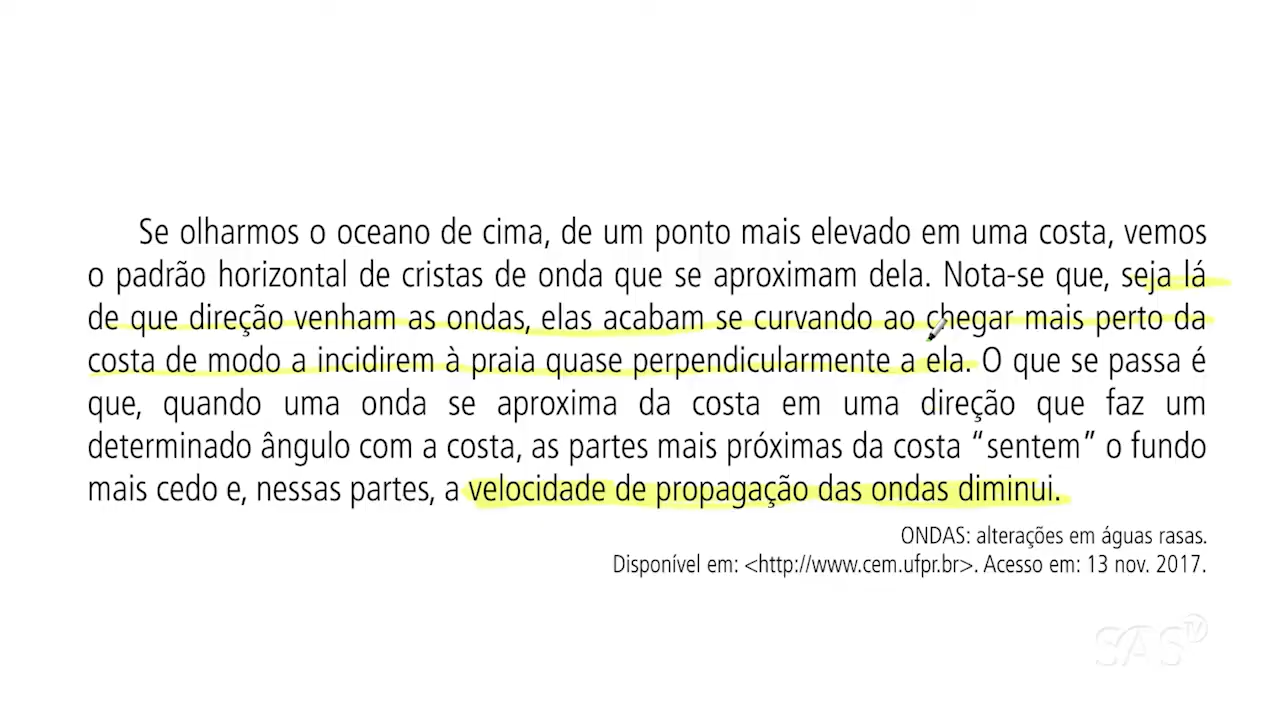 Se olharmos o oceano de cima, de um ponto mais elevado em uma costa, vemos
o padrão horizontal de cristas de onda que se aproximam dela. Nota-se que, seja lá
de que direção venham as ondas, elas acabam se curvando ao chegar mais perto da
costa de modo a incidirem à praia quase perpendicularmente a ela. O que se passa é
que, quando uma onda se aproxima da costa em uma direção que faz um
determinado ângulo com a costa, as partes mais próximas da costa “sentem” o fundo
mais cedo e, nessas partes, a velocidade de propagação das ondas diminui.
ONDAS: alterações em águas rasas.
Disponível em: <http://www.cem.ufpr.br>. Acesso em: 13 nov. 2017.
SAS TV